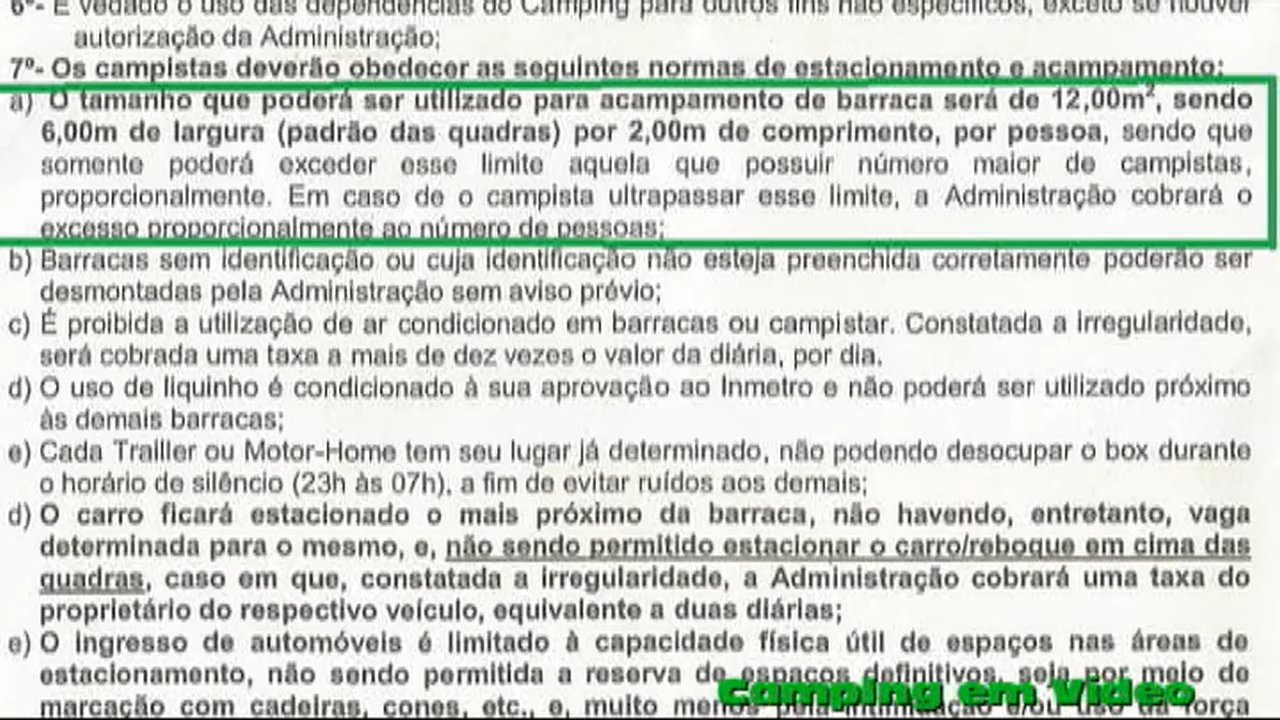 6º- É vedado o uso das dependências do Camping para outros fins não específicos, exceto se houver
autorização da Administração;
7º- Os campistas deverão obedecer as seguintes normas de estacionamento e acampamento:
a) O tamanho que poderá ser utilizado para acampamento de barraca será de 12,00m², sendo
6,00m de largura (padrão das quadras) por 2,00m de comprimento, por pessoa, sendo que
somente poderá exceder esse limite aquela que possuir número maior de campistas,
proporcionalmente. Em caso de o campista ultrapassar esse limite, a Administração cobrará o
excesso proporcionalmente ao número de pessoas;
b) Barracas sem identificação ou cuja identificação não esteja preenchida corretamente poderão ser
desmontadas pela Administração sem aviso prévio;
c) É proibida a utilização de ar condicionado em barracas ou campistar. Constatada a irregularidade,
será cobrada uma taxa a mais de dez vezes o valor da diária, por dia.
d) O uso de liquinho é condicionado à sua aprovação ao Inmetro e não poderá ser utilizado próximo
às demais barracas;
e) Cada Trailler ou Motor-Home tem seu lugar já determinado, não podendo desocupar o box durante
o horário de silêncio (23h às 07h), a fim de evitar ruídos aos demais;
d) O carro ficará estacionado o mais próximo da barraca, não havendo, entretanto, vaga
determinada para o mesmo, e, não sendo permitido estacionar o carro/reboque em cima das
quadras, caso em que, constatada a irregularidade, a Administração cobrará uma taxa do
proprietário do respectivo veículo, equivalente a duas diárias;
e) O ingresso de automóveis é limitado à capacidade física útil de espaços nas áreas de
estacionamento, não sendo permitida a reserva de espaços definitivos, seja por meio de
marcação com cadeiras, cones, etc., e, muito menos pela intimidação e/ou uso da força
Camping em Video